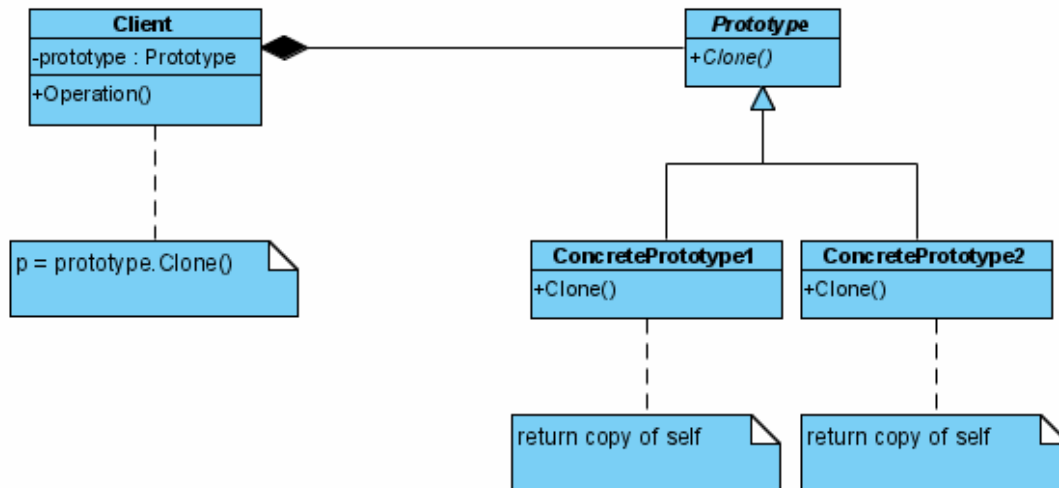 Client
-prototype : Prototype
+Operation()
Prototype
+Clone()
p = prototype.Clone()
ConcretePrototype1
+Clone()
ConcretePrototype2
+Clone()
return copy of self
return copy of self